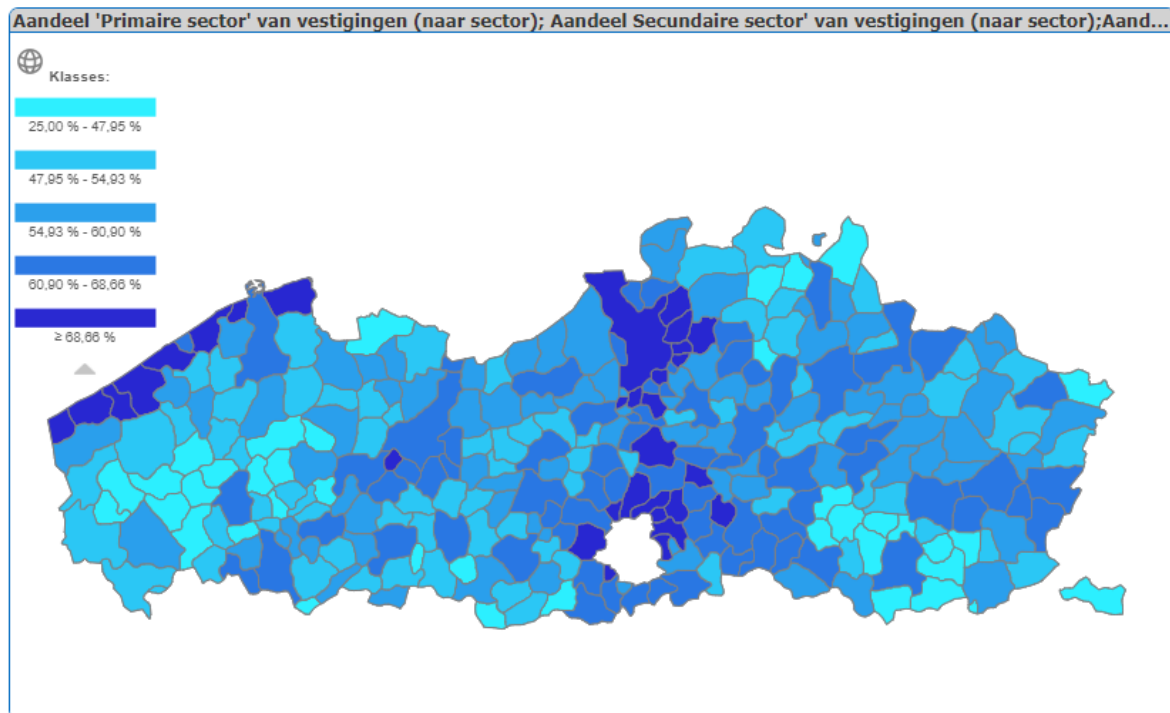 Aandeel 'Primaire sector' van vestigingen (naar sector); Aandeel Secundaire sector' van vestigingen (naar sector);Aand...
Klasses:
25,00 % - 47,95 %
47,95 % - 54,93 %
54,93 % - 60,90 %
60,90 % - 68,66 %
≥ 68,66 %